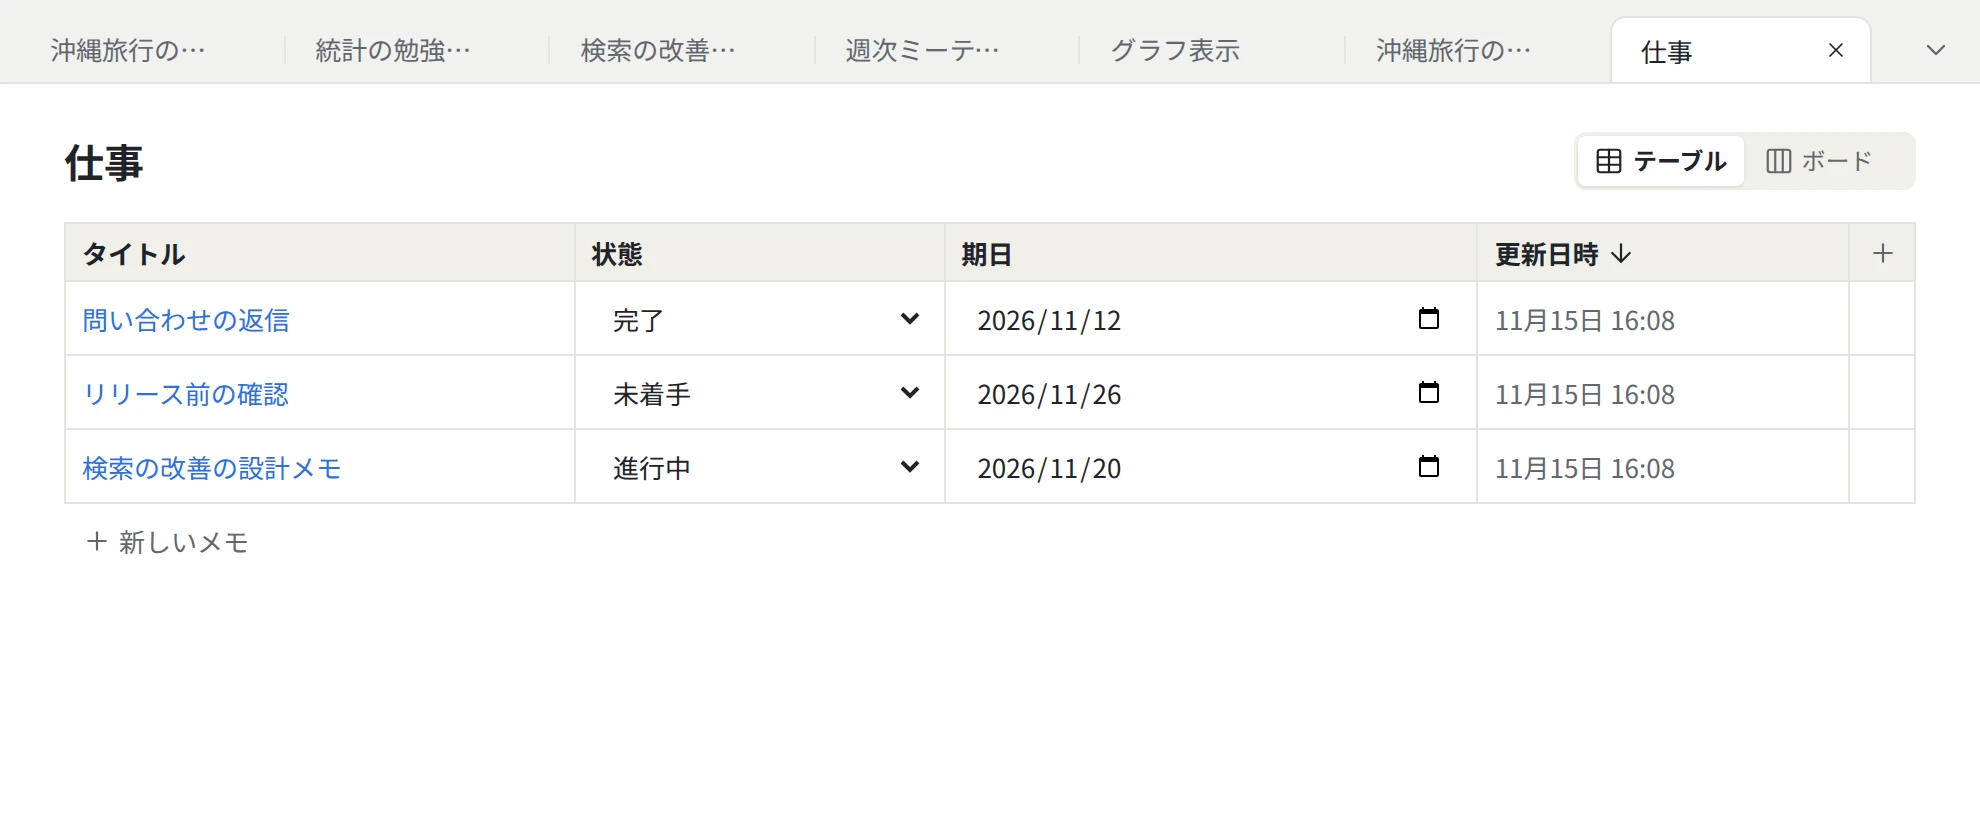 沖縄旅行の… 統計の勉強… 検索の改善… 週次ミーテ… グラフ表示 沖縄旅行の… 仕事
仕事 テーブル ボード
タイトル 状態 期日 更新日時
問い合わせの返信 完了 2026/11/12 11月15日 16:08
リリース前の確認 未着手 2026/11/26 11月15日 16:08
検索の改善の設計メモ 進行中 2026/11/20 11月15日 16:08
新しいメモ